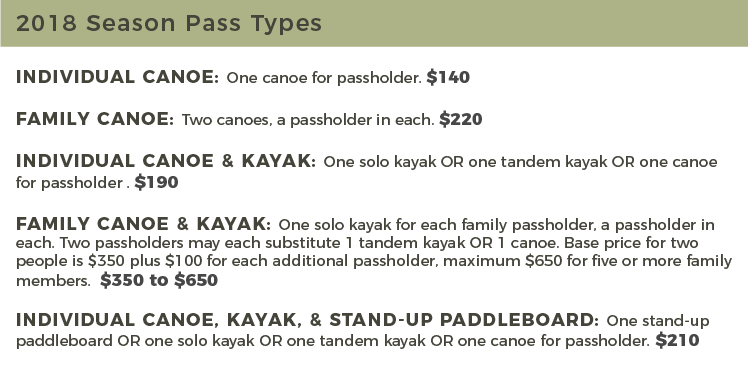 2018 Season Pass Types
INDIVIDUAL CANOE: One canoe for passholder. $140
FAMILY CANOE: Two canoes, a passholder in each. $220
INDIVIDUAL CANOE & KAYAK: One solo kayak OR one tandem kayak OR one canoe
for passholder . $190
FAMILY CANOE & KAYAK: One solo kayak for each family passholder, a passholder in
each. Two passholders may each substitute 1 tandem kayak OR 1 canoe. Base price for two
people is $350 plus $100 for each additional passholder, maximum $650 for five or more family
members. $350 to $650
INDIVIDUAL CANOE, KAYAK, & STAND-UP PADDLEBOARD: One stand-up
paddleboard OR one solo kayak OR one tandem kayak OR one canoe for passholder. $210